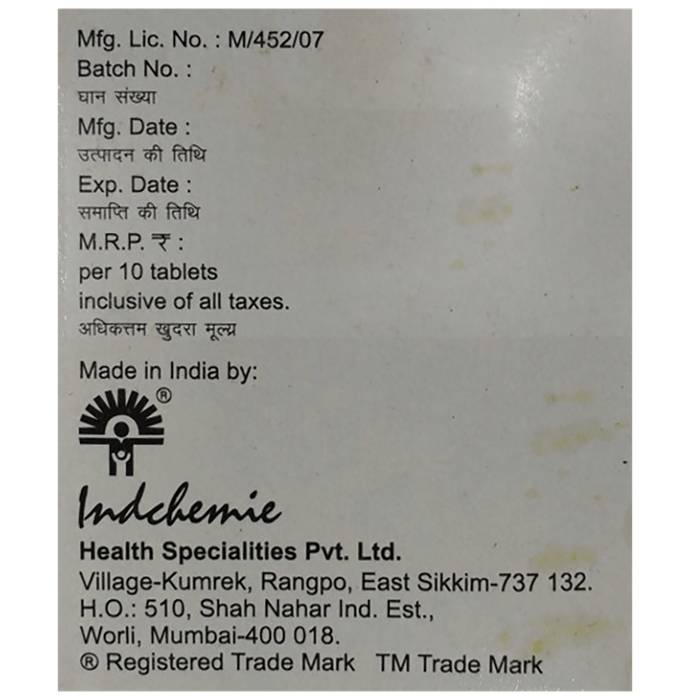 Mfg. Lic. No. : M/452/07
Batch No. :
घान संख्या
Mfg. Date :
उत्पादन की तिथि
Exp. Date :
समाप्ति की तिथि
M.R.P. ₹ :
per 10 tablets
inclusive of all taxes.
अधिकत्तम खुदरा मूल्य
Made in India by:
®
Indchemie
Health Specialities Pvt. Ltd.
Village-Kumrek, Rangpo, East Sikkim-737 132.
H.O.: 510, Shah Nahar Ind. Est.,
Worli, Mumbai-400 018.
® Registered Trade Mark TM Trade Mark